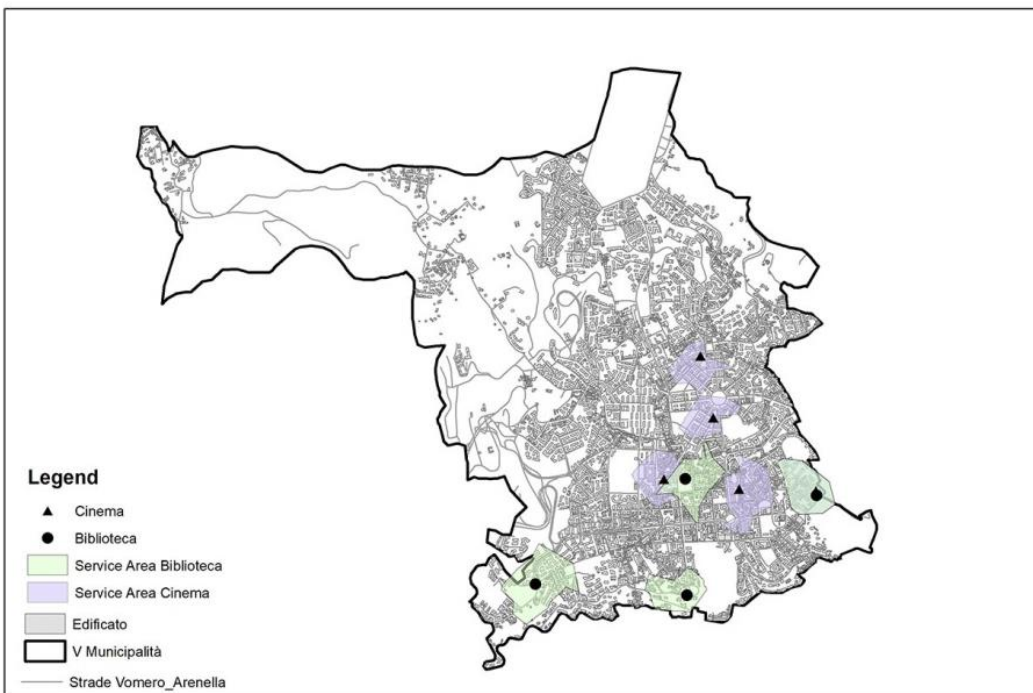 Legend
Cinema
Biblioteca
Service Area Biblioteca
Service Area Cinema
Edificato
V Municipalità
Strade Vomero_Arenella